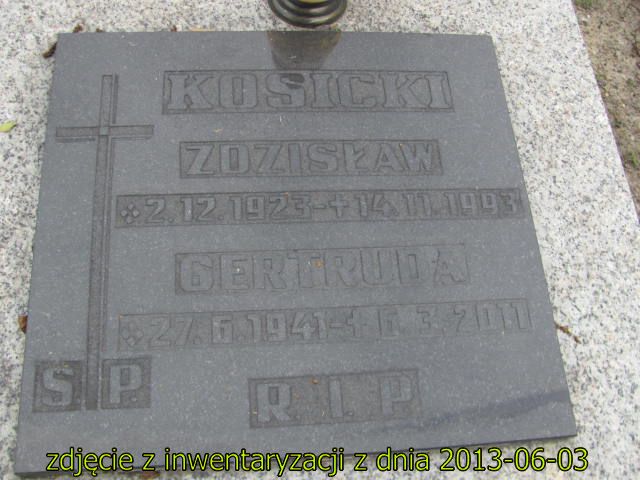 KOSICKI
ZDZISŁAW
2.12.1923-+14.11.1993
GERTRUDA
27.6.1941-+6.3.2011
Ś.P. R.I.P
zdjęcie z inwentaryzacji z dnia 2013-06-03